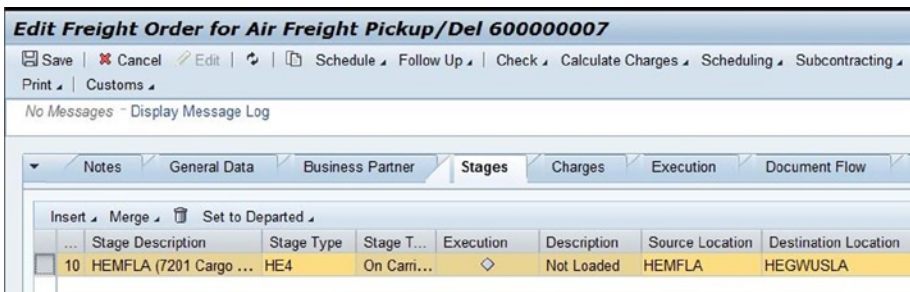 Edit Freight Order for Air Freight Pickup/Del 600000007
Save Cancel Edit Schedule Follow Up Check Calculate Charges Scheduling Subcontracting
Print Customs
No Messages - Display Message Log
Notes General Data Business Partner Stages Charges Execution Document Flow
Insert Merge Set to Departed
... Stage Description Stage Type Stage T... Execution Description Source Location Destination Location
10 HEMFLA (7201 Cargo ... HE4 On Carri... Not Loaded HEMFLA HEGWUSLA